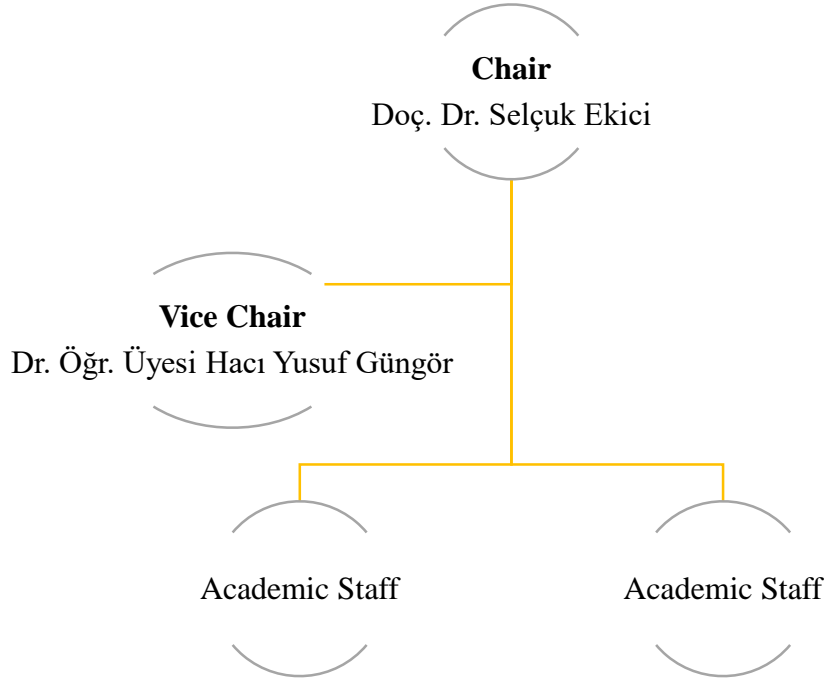 Chair
Doç. Dr. Selçuk Ekici
Vice Chair
Dr. Öğr. Üyesi Hacı Yusuf Güngör
Academic Staff
Academic Staff